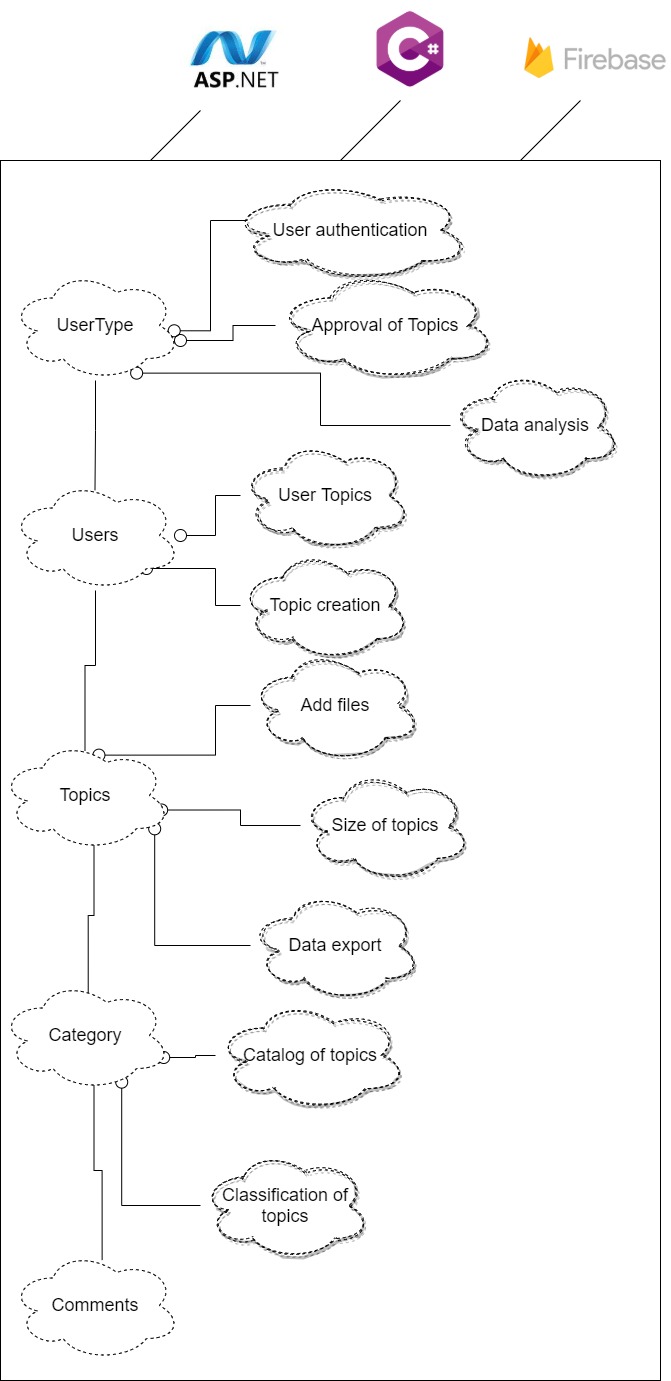 ASP.NET
C#
Firebase
User authentication
UserType
Approval of Topics
Data analysis
User Topics
Users
Topic creation
Add files
Topics
Size of topics
Data export
Category
Catalog of topics
Classification of
topics
Comments